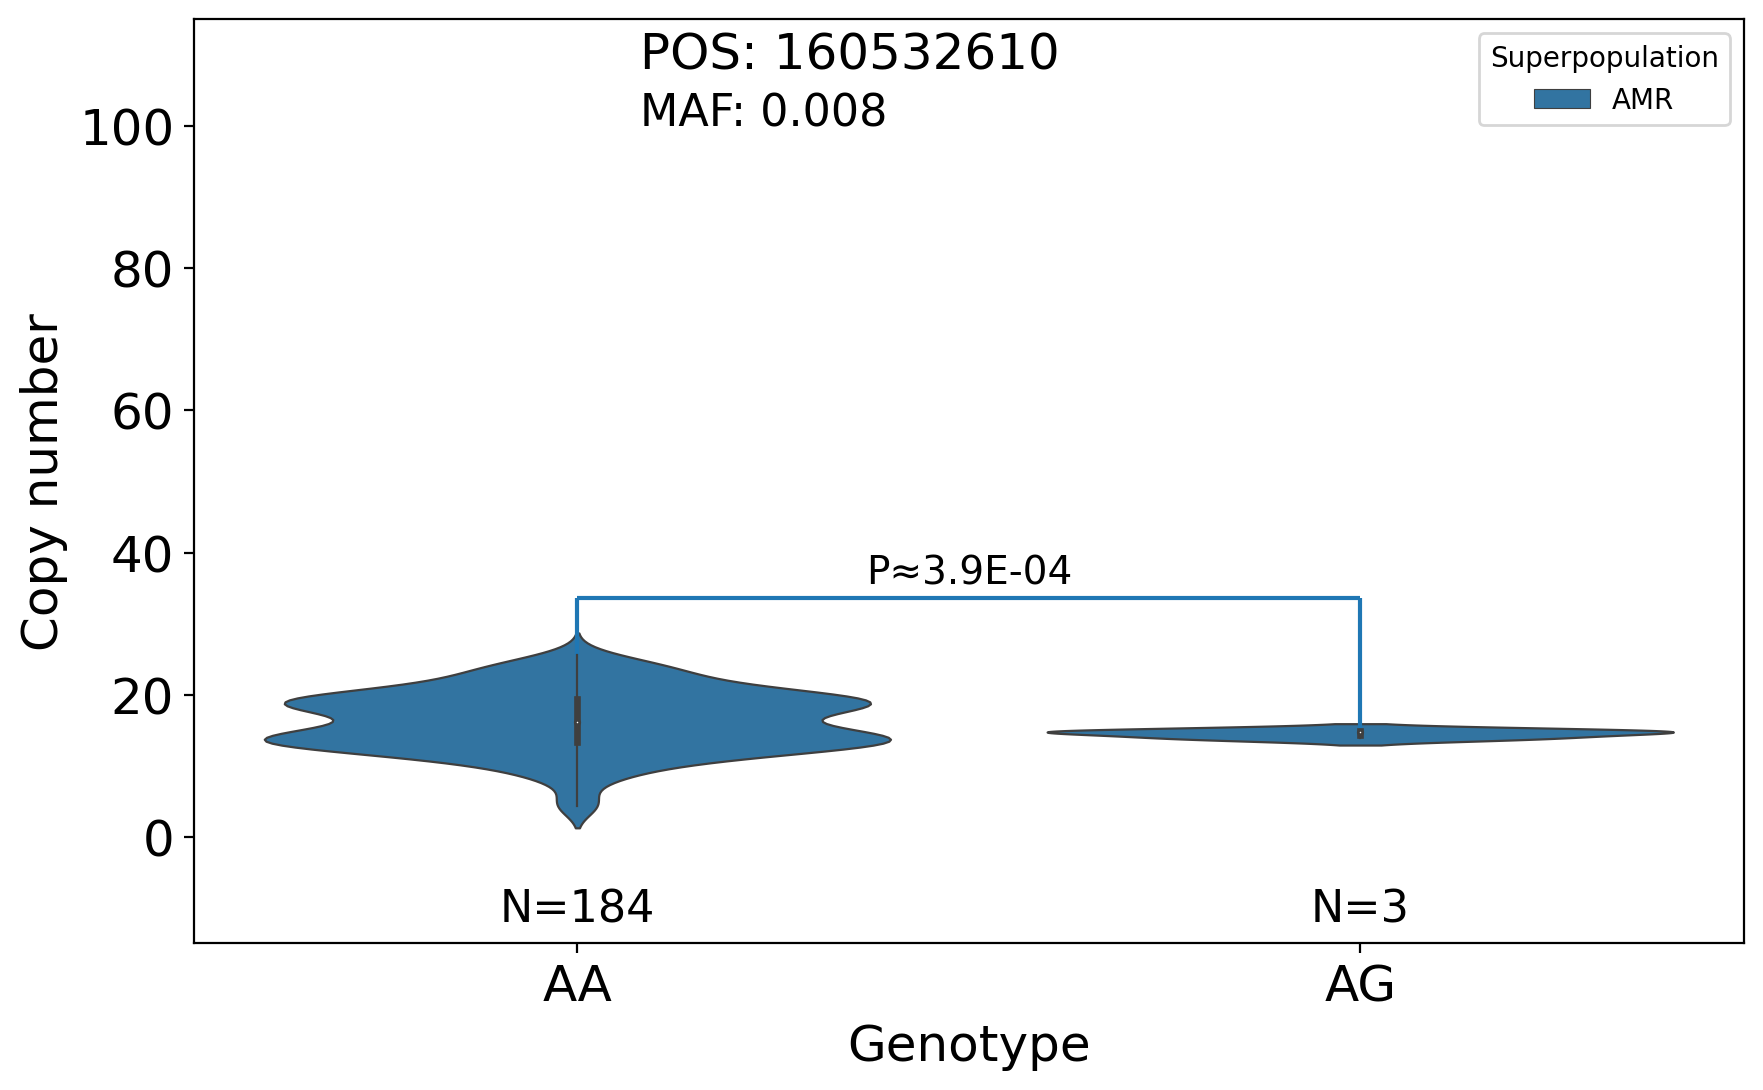 POS: 160532610
MAF: 0.008
Superpopulation
AMR
100
80
60
40
20
0
Copy number
P≈3.9E-04
N=184
N=3
AA
AG
Genotype